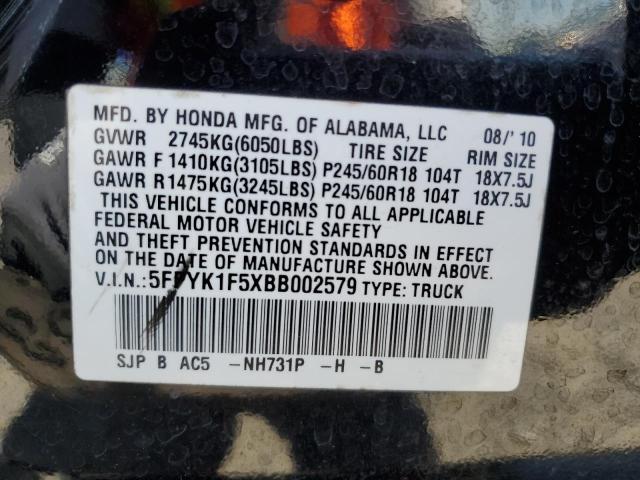 MFD. BY HONDA MFG. OF ALABAMA, LLC 08/'10
GVWR 2745KG(6050LBS) TIRE SIZE RIM SIZE
GAWR F 1410KG(3105LBS) P245/60R18 104T 18X7.5J
GAWR R1475KG(3245LBS) P245/60R18 104T 18X7.5J
THIS VEHICLE CONFORMS TO ALL APPLICABLE
FEDERAL MOTOR VEHICLE SAFETY
AND THEFT PREVENTION STANDARDS IN EFFECT
ON THE DATE OF MANUFACTURE SHOWN ABOVE.
V.I.N.: TYPE: TRUCK
SJP B AC5 -NH731P -H -B